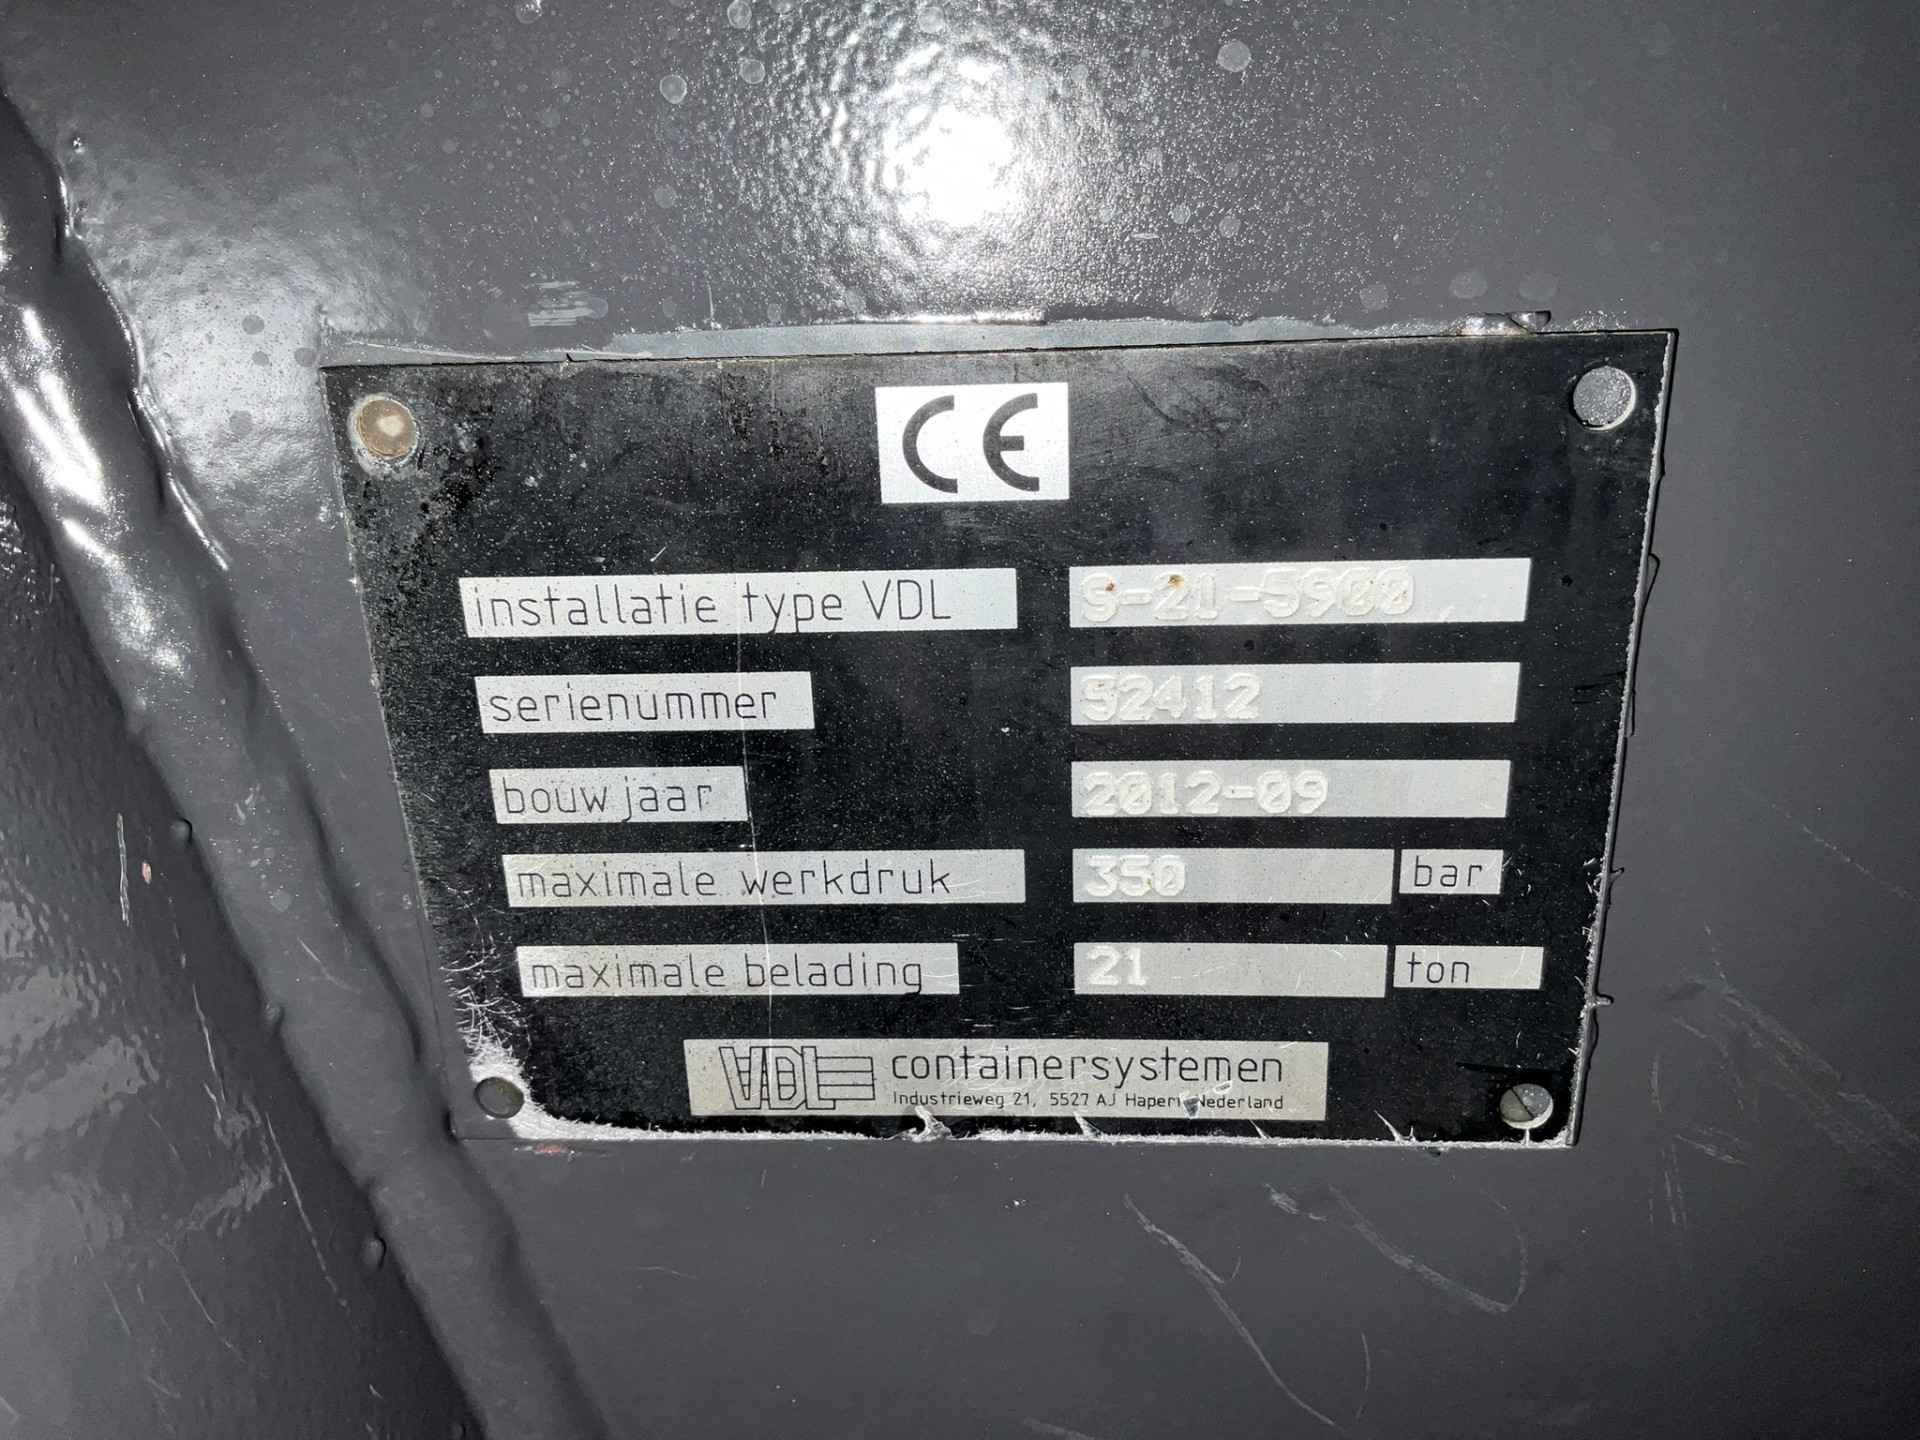 CE
installatie type VDL S-21-5900
serienummer S2412
bouwjaar 2012-09
maximale werkdruk 350 bar
maximale belading 21 ton
VDL containersystemen
Industrieweg 21, 5527 AJ Hapert Nederland